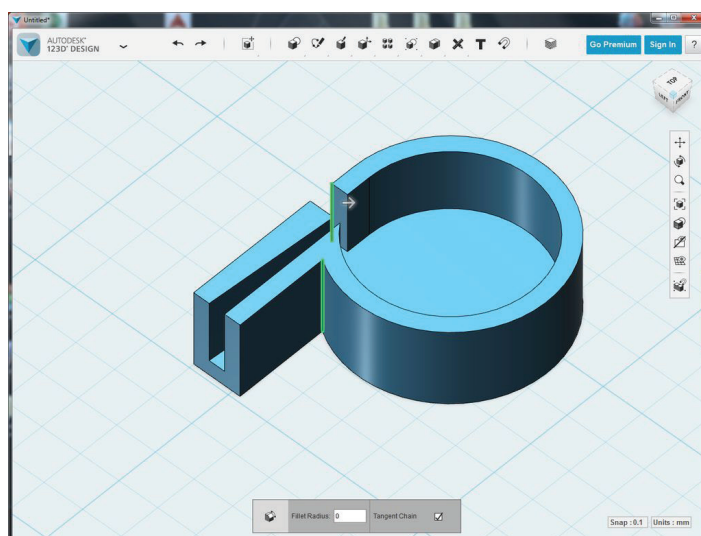 Untitled*
AUTODESK®
123D® DESIGN
T
Go Premium
Sign In
?
TOP
LEFT
FRONT
Fillet Radius: 0
Tangent Chain
Snap : 0.1
Units : mm